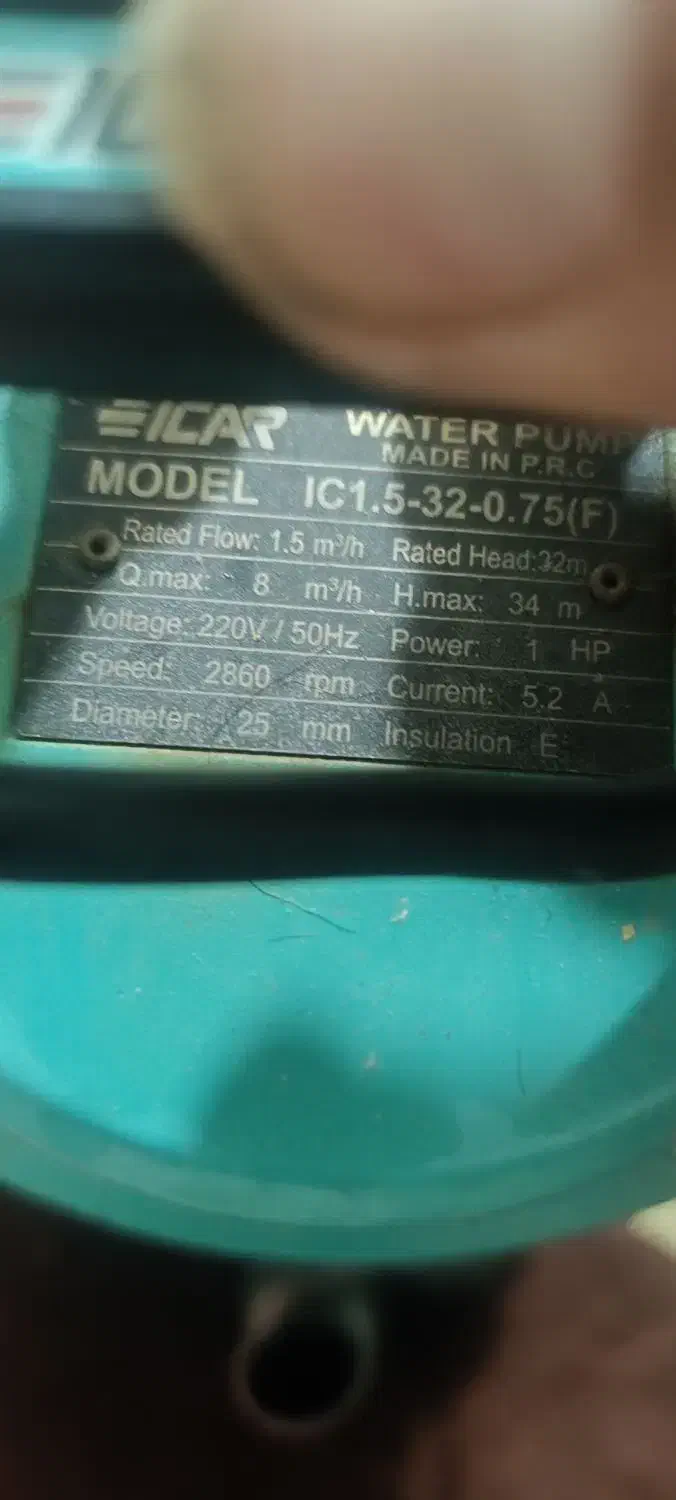 IC
EICAR WATER PUMP
MADE IN P.R.C
MODEL IC1.5-32-0.75(F)
Rated Flow: 1.5 m³/h Rated Head:32m
Q.max: 8 m³/h H.max: 34 m
Voltage: 220V / 50Hz Power: 1 HP
Speed: 2860 rpm Current: 5.2 A
Diameter: 25 mm Insulation E